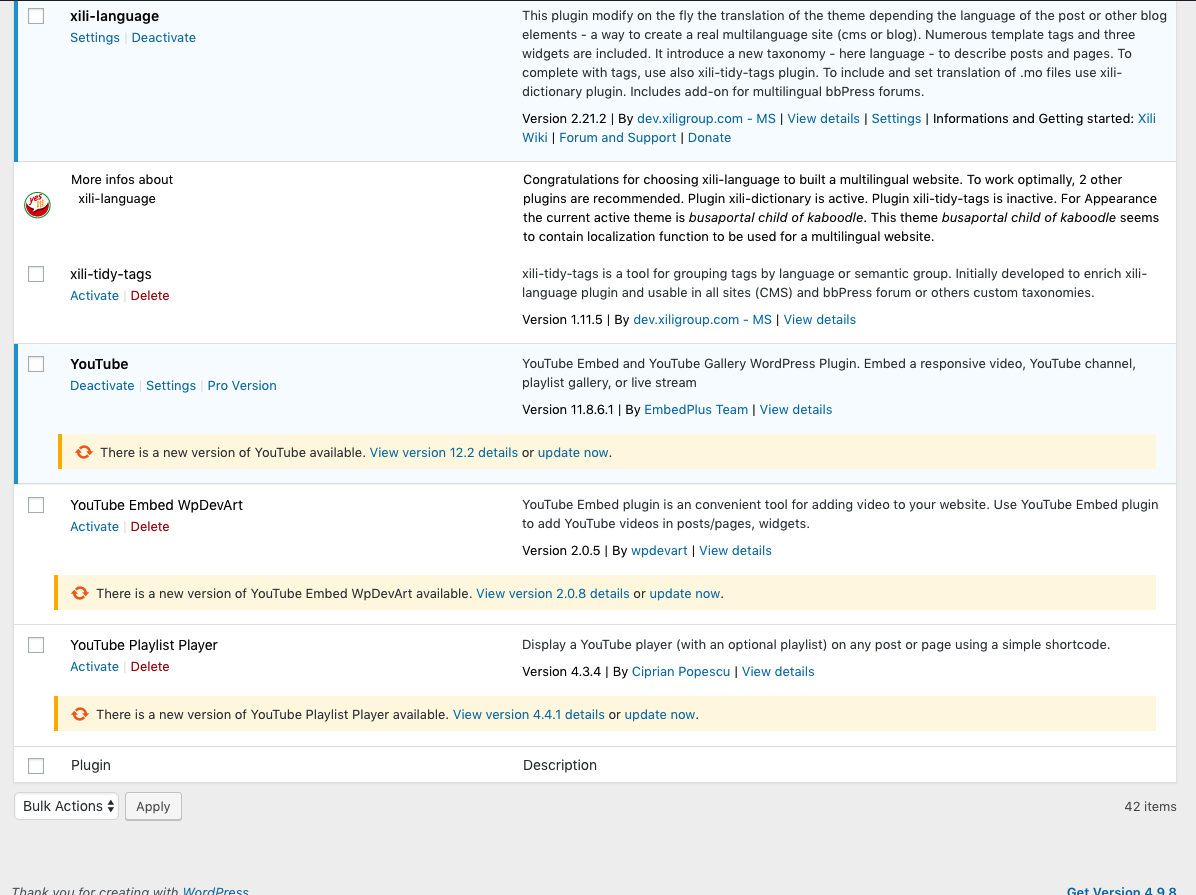 xili-language
Settings | Deactivate
This plugin modify on the fly the translation of the theme depending the language of the post or other blog
elements - a way to create a real multilanguage site (cms or blog). Numerous template tags and three
widgets are included. It introduce a new taxonomy - here language - to describe posts and pages. To
complete with tags, use also xili-tidy-tags plugin. To include and set translation of .mo files use xili-
dictionary plugin. Includes add-on for multilingual bbPress forums.
Version 2.21.2 | By dev.xiligroup.com - MS | View details | Settings | Informations and Getting started: Xili
Wiki | Forum and Support | Donate
yes
More infos about
xili-language
Congratulations for choosing xili-language to built a multilingual website. To work optimally, 2 other
plugins are recommended. Plugin xili-dictionary is active. Plugin xili-tidy-tags is inactive. For Appearance
the current active theme is busaportal child of kaboodle. This theme busaportal child of kaboodle seems
to contain localization function to be used for a multilingual website.
xili-tidy-tags
Activate | Delete
xili-tidy-tags is a tool for grouping tags by language or semantic group. Initially developed to enrich xili-
language plugin and usable in all sites (CMS) and bbPress forum or others custom taxonomies.
Version 1.11.5 | By dev.xiligroup.com - MS | View details
YouTube
Deactivate | Settings | Pro Version
YouTube Embed and YouTube Gallery WordPress Plugin. Embed a responsive video, YouTube channel,
playlist gallery, or live stream
Version 11.8.6.1 | By EmbedPlus Team | View details
There is a new version of YouTube available. View version 12.2 details or update now.
YouTube Embed WpDevArt
Activate | Delete
YouTube Embed plugin is an convenient tool for adding video to your website. Use YouTube Embed plugin
to add YouTube videos in posts/pages, widgets.
Version 2.0.5 | By wpdevart | View details
There is a new version of YouTube Embed WpDevArt available. View version 2.0.8 details or update now.
YouTube Playlist Player
Activate | Delete
Display a YouTube player (with an optional playlist) on any post or page using a simple shortcode.
Version 4.3.4 | By Ciprian Popescu | View details
There is a new version of YouTube Playlist Player available. View version 4.4.1 details or update now.
Plugin
Description
Bulk Actions
Apply
42 items
Thank you for creating with WordPress
Get Version 4.9.8